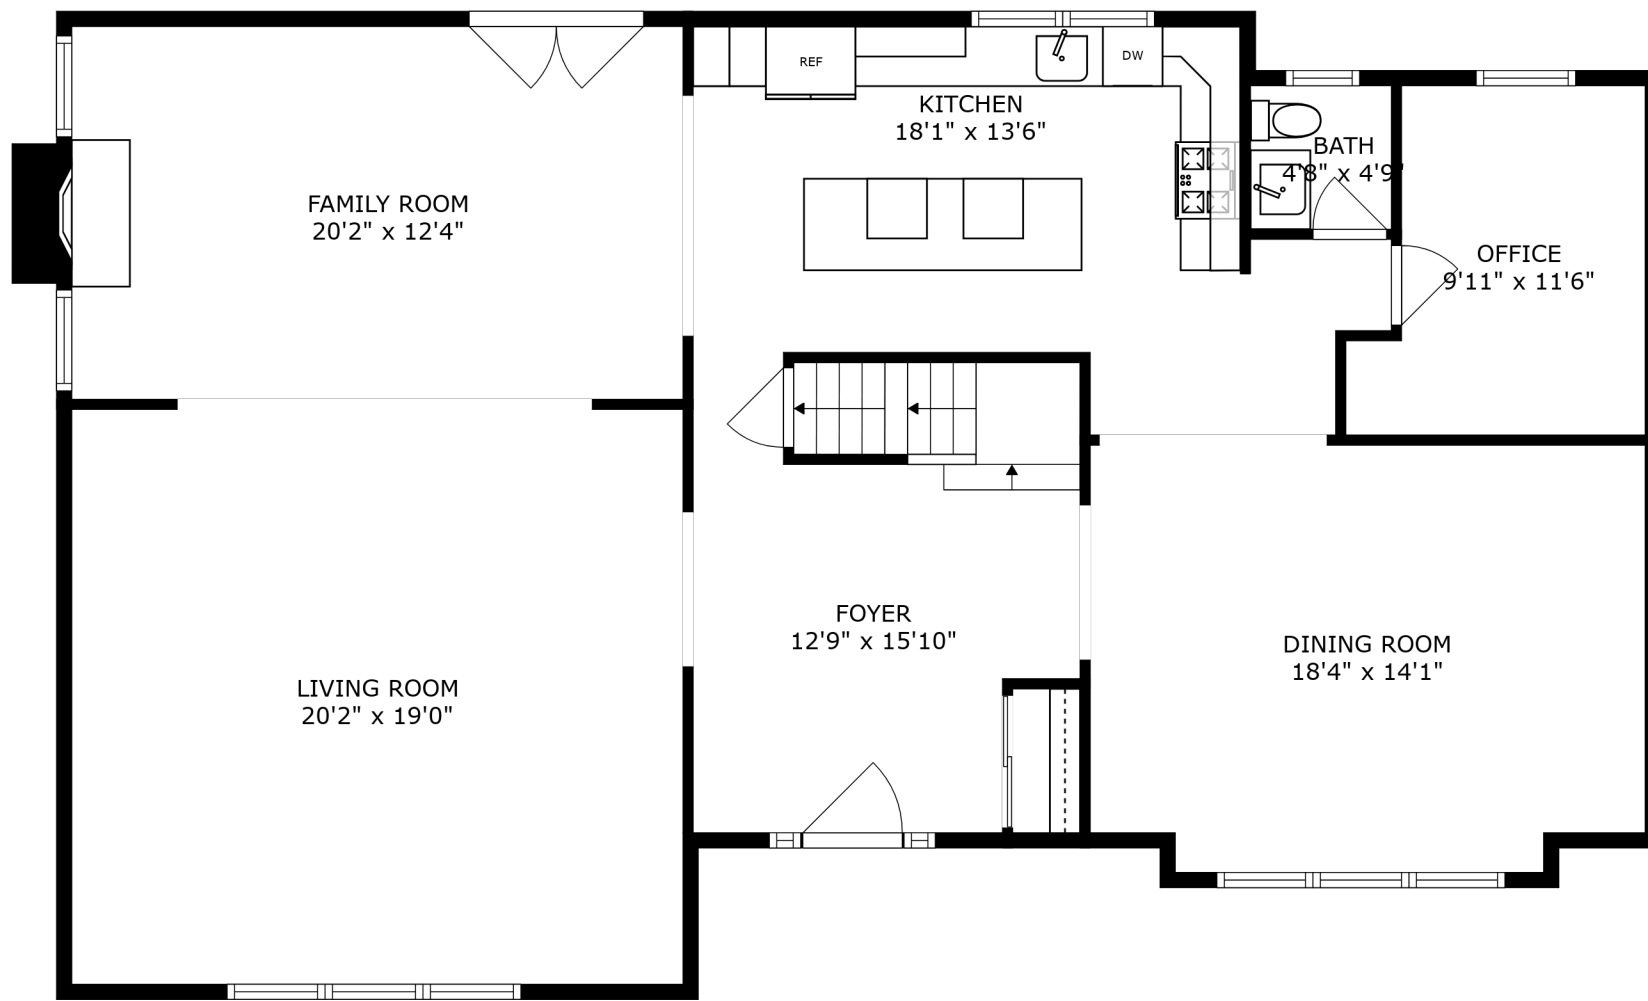 REF
DW
KITCHEN
18'1" x 13'6"
BATH
4'8" x 4'9"
FAMILY ROOM
20'2" x 12'4"
OFFICE
9'11" x 11'6"
FOYER
12'9" x 15'10"
DINING ROOM
18'4" x 14'1"
LIVING ROOM
20'2" x 19'0"